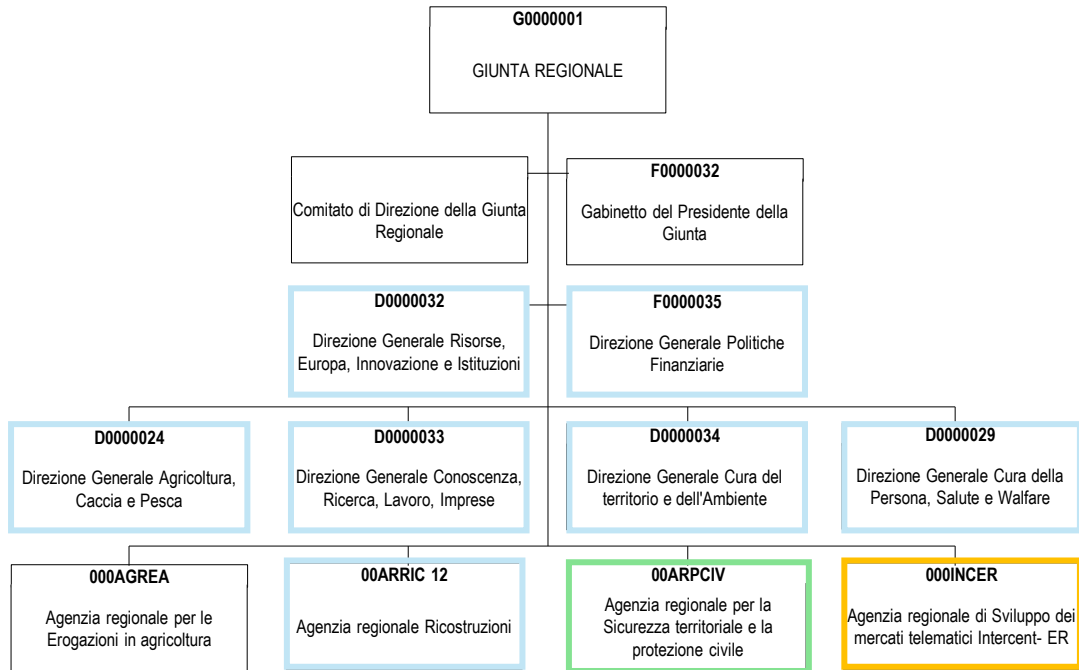 G0000001
GIUNTA REGIONALE
Comitato di Direzione della Giunta
Regionale
F0000032
Gabinetto del Presidente della
Giunta
D0000032
Direzione Generale Risorse,
Europa, Innovazione e Istituzioni
F0000035
Direzione Generale Politiche
Finanziarie
D0000024
Direzione Generale Agricoltura,
Caccia e Pesca
D0000033
Direzione Generale Conoscenza,
Ricerca, Lavoro, Imprese
D0000034
Direzione Generale Cura del
territorio e dell'Ambiente
D0000029
Direzione Generale Cura della
Persona, Salute e Walfare
000AGREA
Agenzia regionale per le
Erogazioni in agricoltura
00ARRIC 12
Agenzia regionale Ricostruzioni
00ARPCIV
Agenzia regionale per la
Sicurezza territoriale e la
protezione civile
000INCER
Agenzia regionale di Sviluppo dei
mercati telematici Intercent- ER